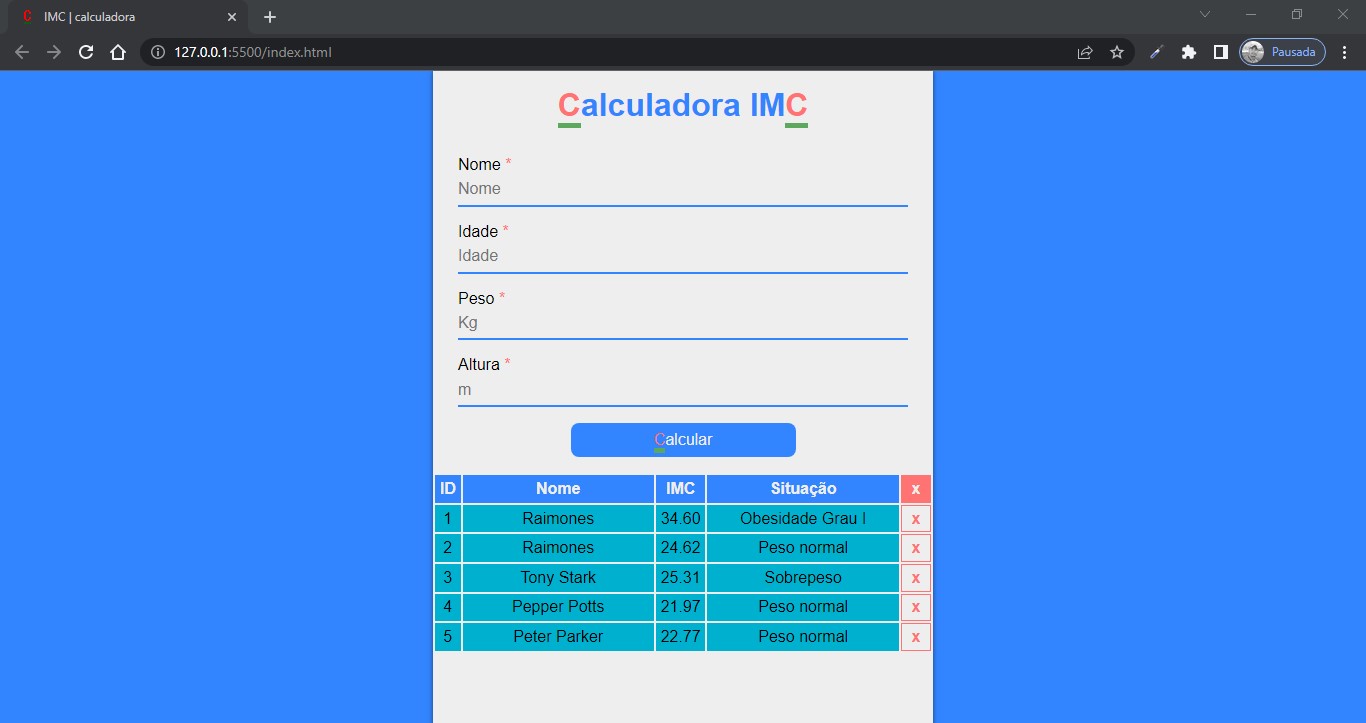 IMC | calculadora
127.0.0.1:5500/index.html
Pausada
Calculadora IMC
Nome *
Nome
Idade *
Idade
Peso *
Kg
Altura *
m
Calcular
ID Nome IMC Situação x
1 Raimones 34.60 Obesidade Grau I x
2 Raimones 24.62 Peso normal x
3 Tony Stark 25.31 Sobrepeso x
4 Pepper Potts 21.97 Peso normal x
5 Peter Parker 22.77 Peso normal x